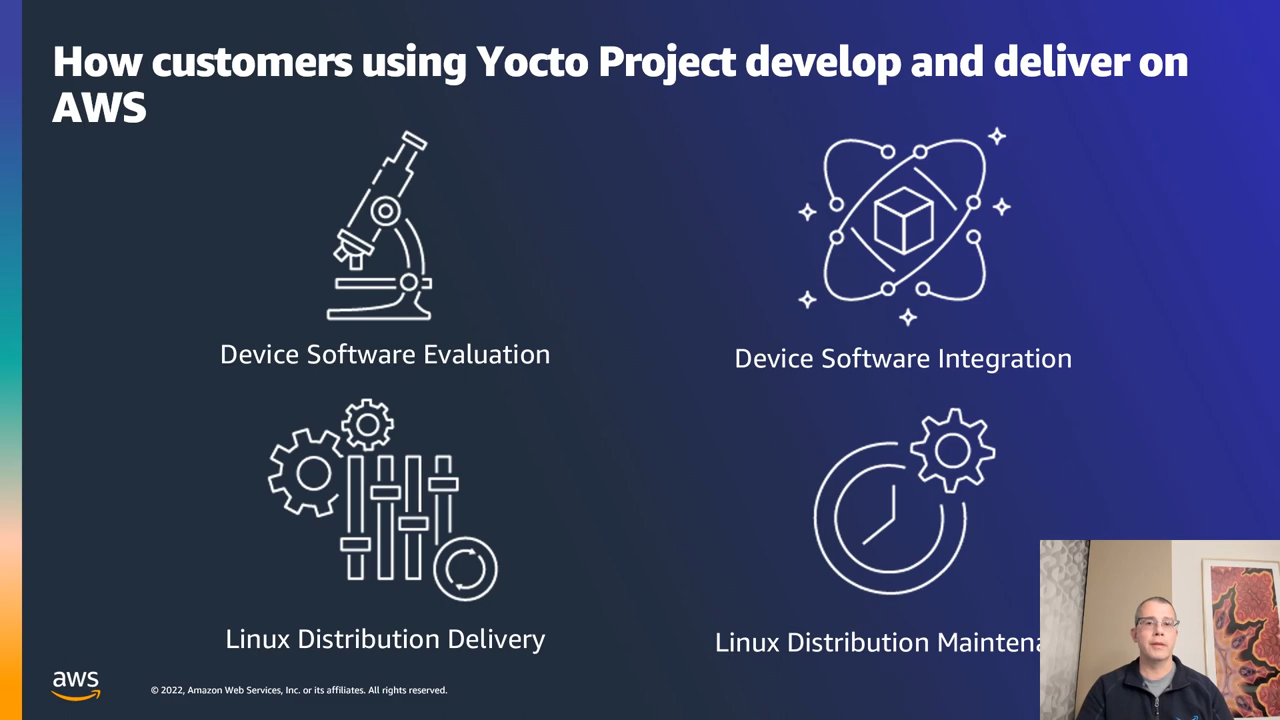 How customers using Yocto Project develop and deliver on
AWS
Device Software Evaluation
Device Software Integration
Linux Distribution Delivery
Linux Distribution
aws
© 2022, Amazon Web Services, Inc. or its affiliates. All rights reserved.